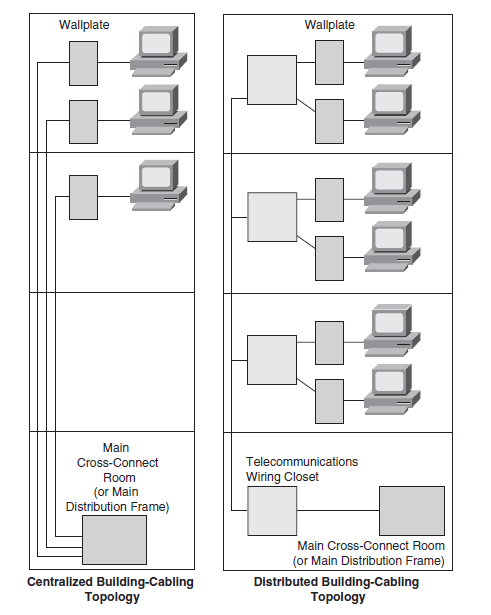 Wallplate
Main
Cross-Connect
Room
(or Main
Distribution Frame)
Centralized Building-Cabling
Topology
Wallplate
Telecommunications
Wiring Closet
Main Cross-Connect Room
(or Main Distribution Frame)
Distributed Building-Cabling
Topology